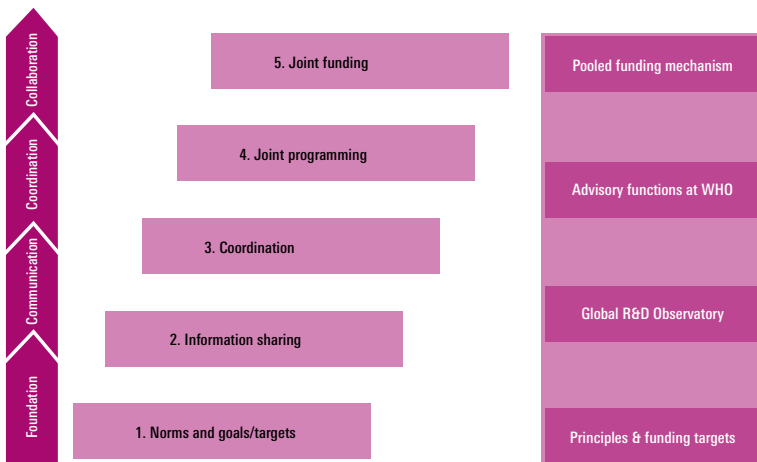 Collaboration
Coordination
Communication
Foundation
5. Joint funding
4. Joint programming
3. Coordination
2. Information sharing
1. Norms and goals/targets
Pooled funding mechanism
Advisory functions at WHO
Global R&D Observatory
Principles & funding targets